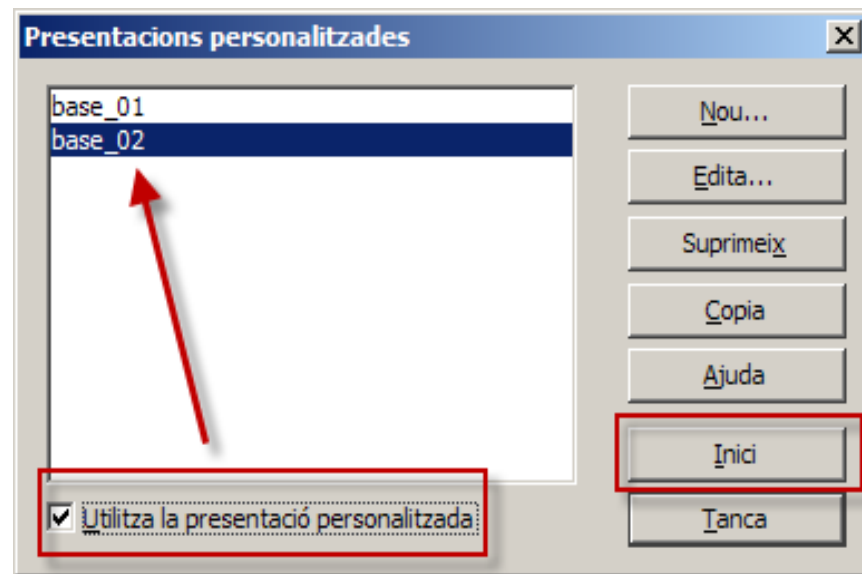 Presentacions personalitzades
base_01
base_02
Nou...
Edita...
Suprimeix
Copia
Ajuda
Inici
Utilitza la presentació personalitzada
Tanca